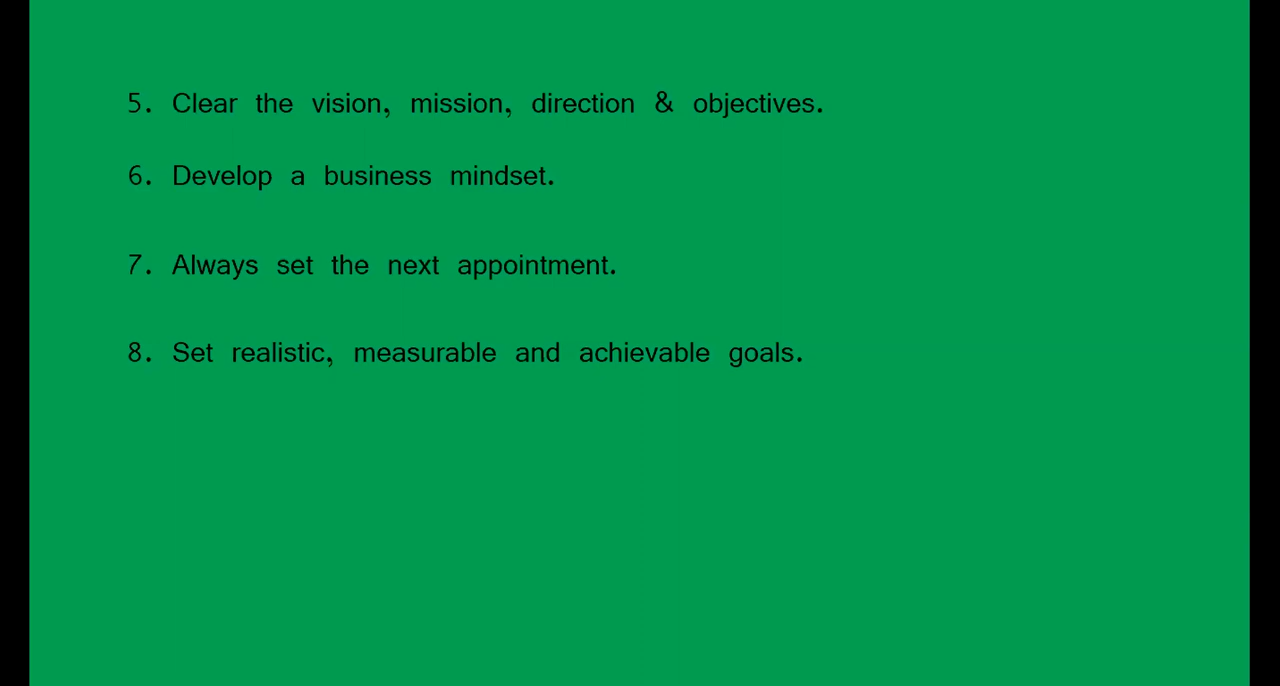 5. Clear the vision, mission, direction & objectives.
6. Develop a business mindset.
7. Always set the next appointment.
8. Set realistic, measurable and achievable goals.